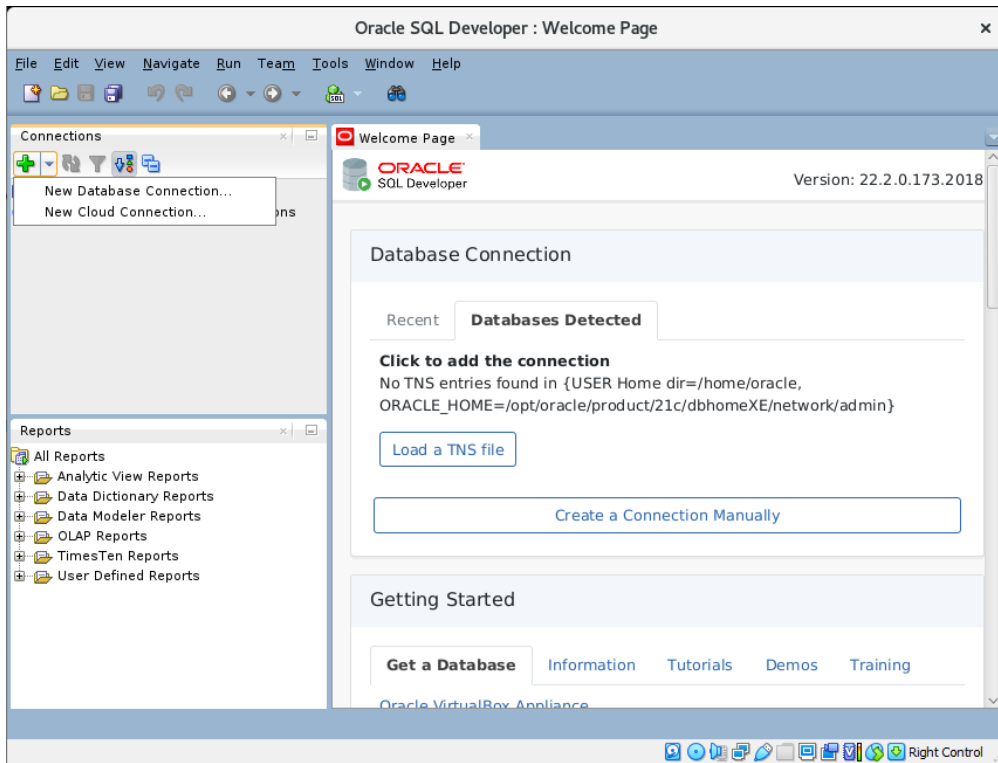 Oracle SQL Developer : Welcome Page
File Edit View Navigate Run Team Tools Window Help
SQL
Connections
New Database Connection...
New Cloud Connection...
Reports
All Reports
Analytic View Reports
Data Dictionary Reports
Data Modeler Reports
OLAP Reports
TimesTen Reports
User Defined Reports
Welcome Page
ORACLE
SQL Developer
Version: 22.2.0.173.2018
Database Connection
Recent Databases Detected
Click to add the connection
No TNS entries found in {USER Home dir=/home/oracle,
ORACLE_HOME=/opt/oracle/product/21c/dbhomeXE/network/admin}
Load a TNS file
Create a Connection Manually
Getting Started
Get a Database Information Tutorials Demos Training
Oracle VirtualBox Appliance
Right Control